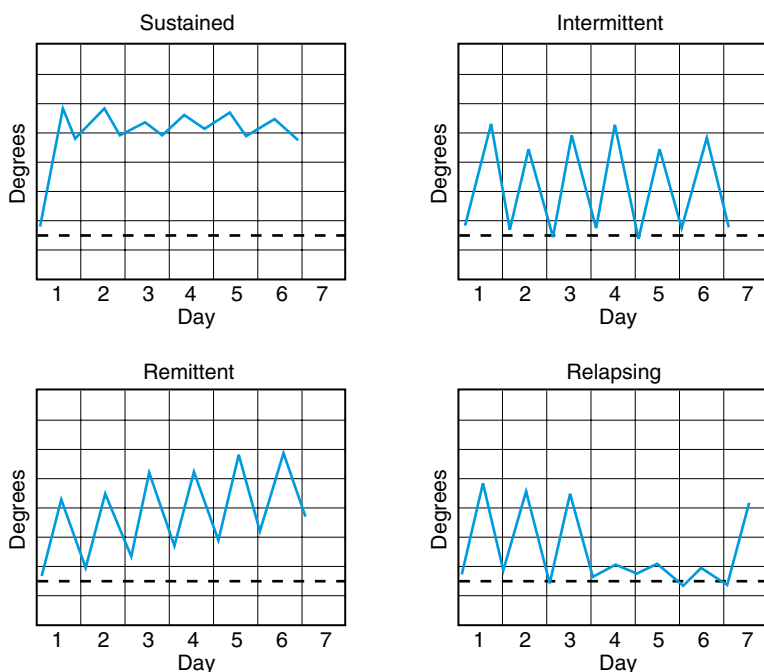 Sustained
Degrees
1 2 3 4 5 6 7
Day
Intermittent
Degrees
1 2 3 4 5 6 7
Day
Remittent
Degrees
1 2 3 4 5 6 7
Day
Relapsing
Degrees
1 2 3 4 5 6 7
Day